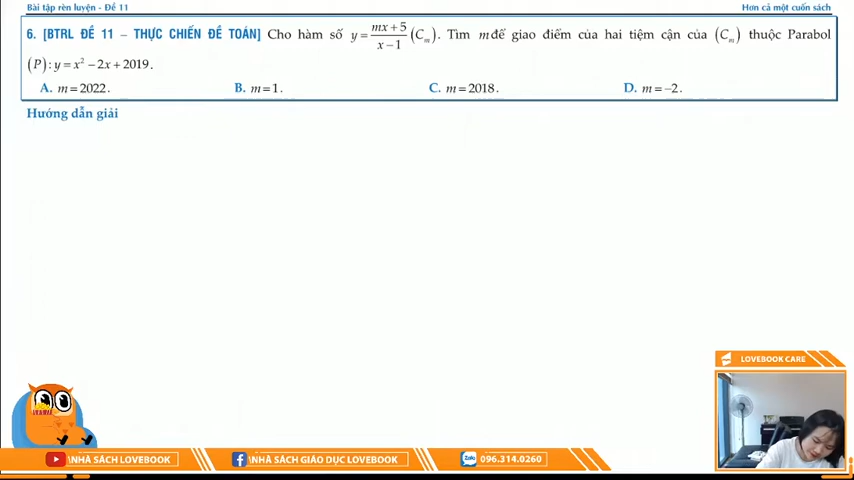 Bài tập rèn luyện - Đề 11
Hơn cả một cuốn sách
6. [BTRL ĐỀ 11 – THỰC CHIẾN ĐỀ TOÁN] Cho hàm số y = (mx + 5)/(x − 1) (Cₘ). Tìm m để giao điểm của hai tiệm cận của (Cₘ) thuộc Parabol
(P): y = x² − 2x + 2019.
A. m = 2022. B. m = 1. C. m = 2018. D. m = −2.
Hướng dẫn giải
LOVEBOOK CARE
\NHÀ SÁCH LOVEBOOK
\NHÀ SÁCH GIÁO DỤC LOVEBOOK
Zalo 096.314.0260